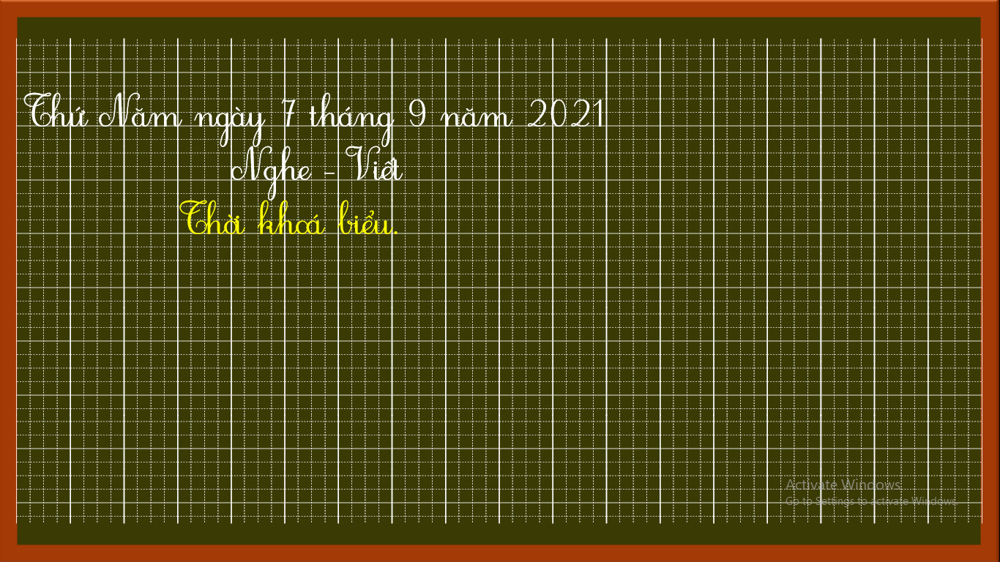 Thứ Năm ngày 7 tháng 9 năm 2021
Nghe - Viết
Thời khoá biểu.
Activate Windows
Go to Settings to activate Windows.